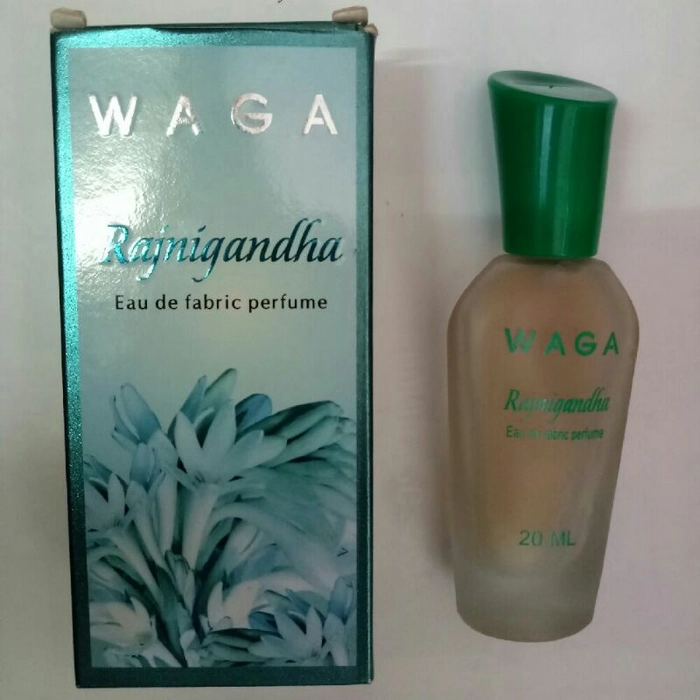 WAGA
Rajnigandha
Eau de fabric perfume
WAGA
Rajnigandha
Eau de fabric perfume
20 ML